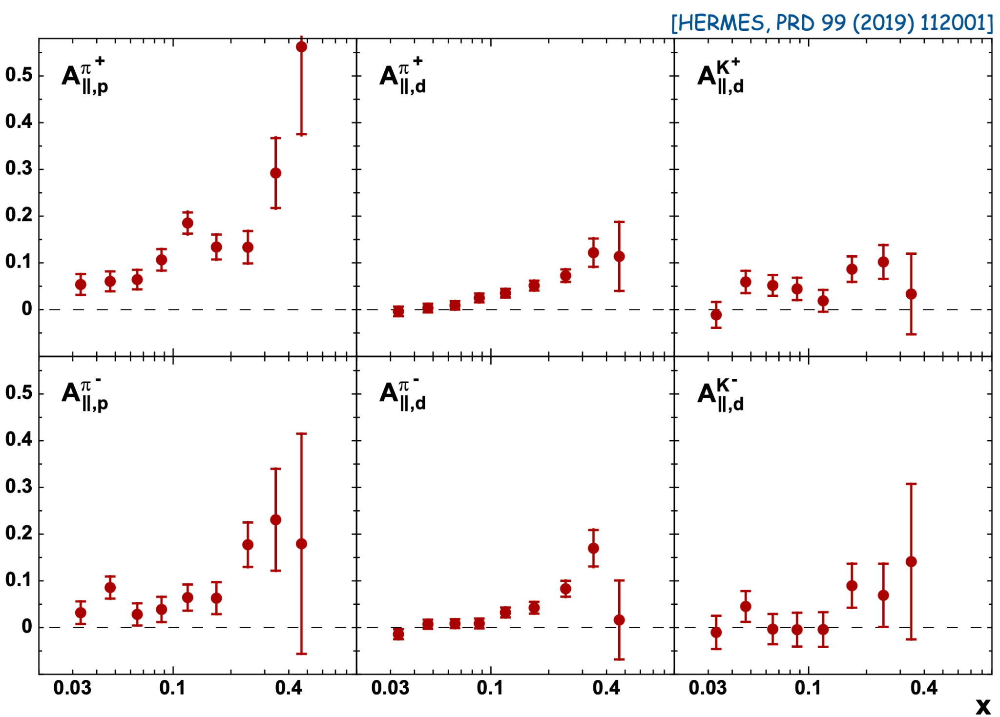 [HERMES, PRD 99 (2019) 112001]
A∥,p π+
A∥,d π+
A∥,d K+
0.5
0.4
0.3
0.2
0.1
0
A∥,p π-
A∥,d π-
A∥,d K-
0.5
0.4
0.3
0.2
0.1
0
0.03 0.1 0.4 0.03 0.1 0.4 0.03 0.1 0.4
x